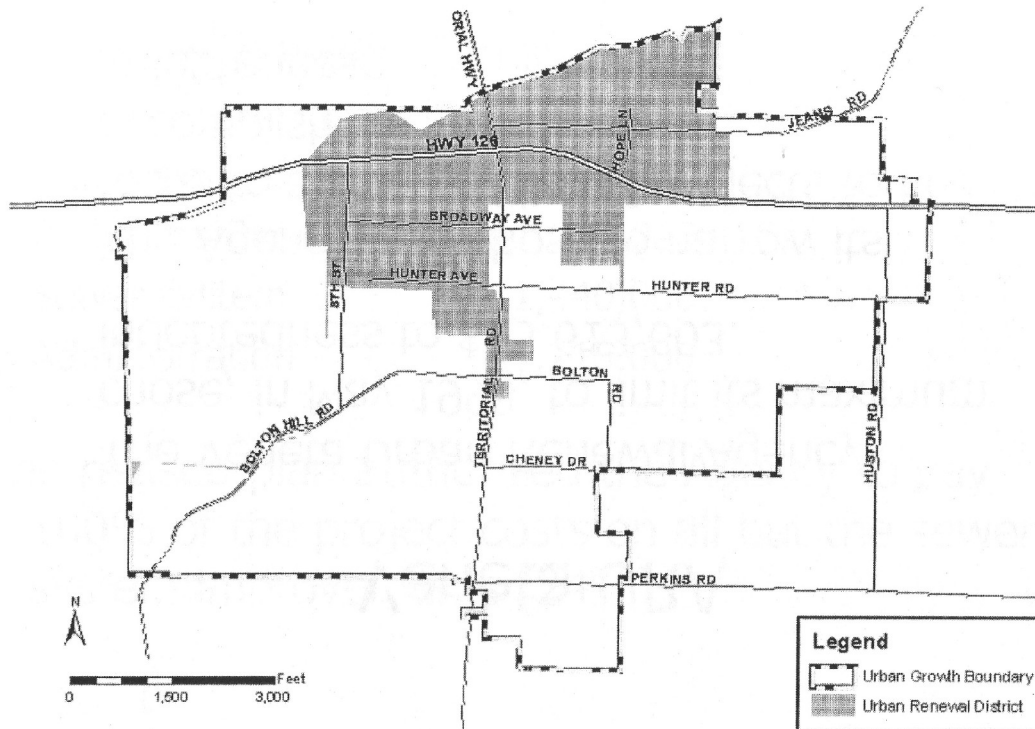 ORIAL HWY
JEANS RD
HOPE LN
HWY 126
BROADWAY AVE
8TH ST
HUNTER AVE
HUNTER RD
TERRITORIAL RD
BOLTON RD
BOLTON HILL RD
CHENEY DR
HUSTON RD
PERKINS RD
N
Feet
0 1,500 3,000
Legend
Urban Growth Boundary
Urban Renewal District